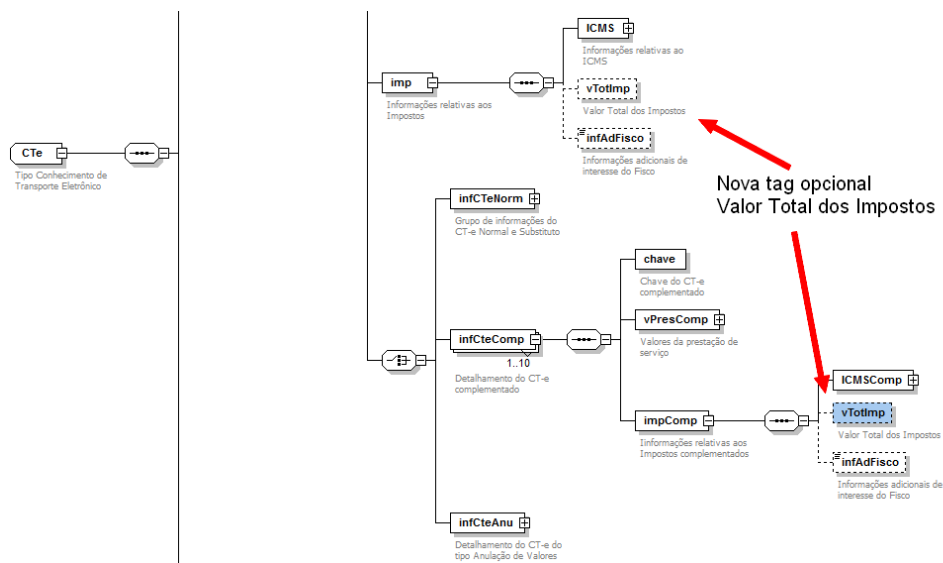 ICMS
Informações relativas ao
ICMS
imp
Informações relativas aos
Impostos
vTotImp
Valor Total dos Impostos
infAdFisco
Informações adicionais de
interesse do Fisco
CTe
Tipo Conhecimento de
Transporte Eletrônico
Nova tag opcional
Valor Total dos Impostos
infCTeNorm
Grupo de informações do
CT-e Normal e Substituto
chave
Chave do CT-e
complementado
vPresComp
Valores da prestação de
serviço
infCteComp
1..10
Detalhamento do CT-e
complementado
ICMSComp
impComp
Iinformações relativas aos
Impostos complementados
vTotImp
Valor Total dos Impostos
infAdFisco
Informações adicionais de
interesse do Fisco
infCteAnu
Detalhamento do CT-e do
tipo Anulação de Valores